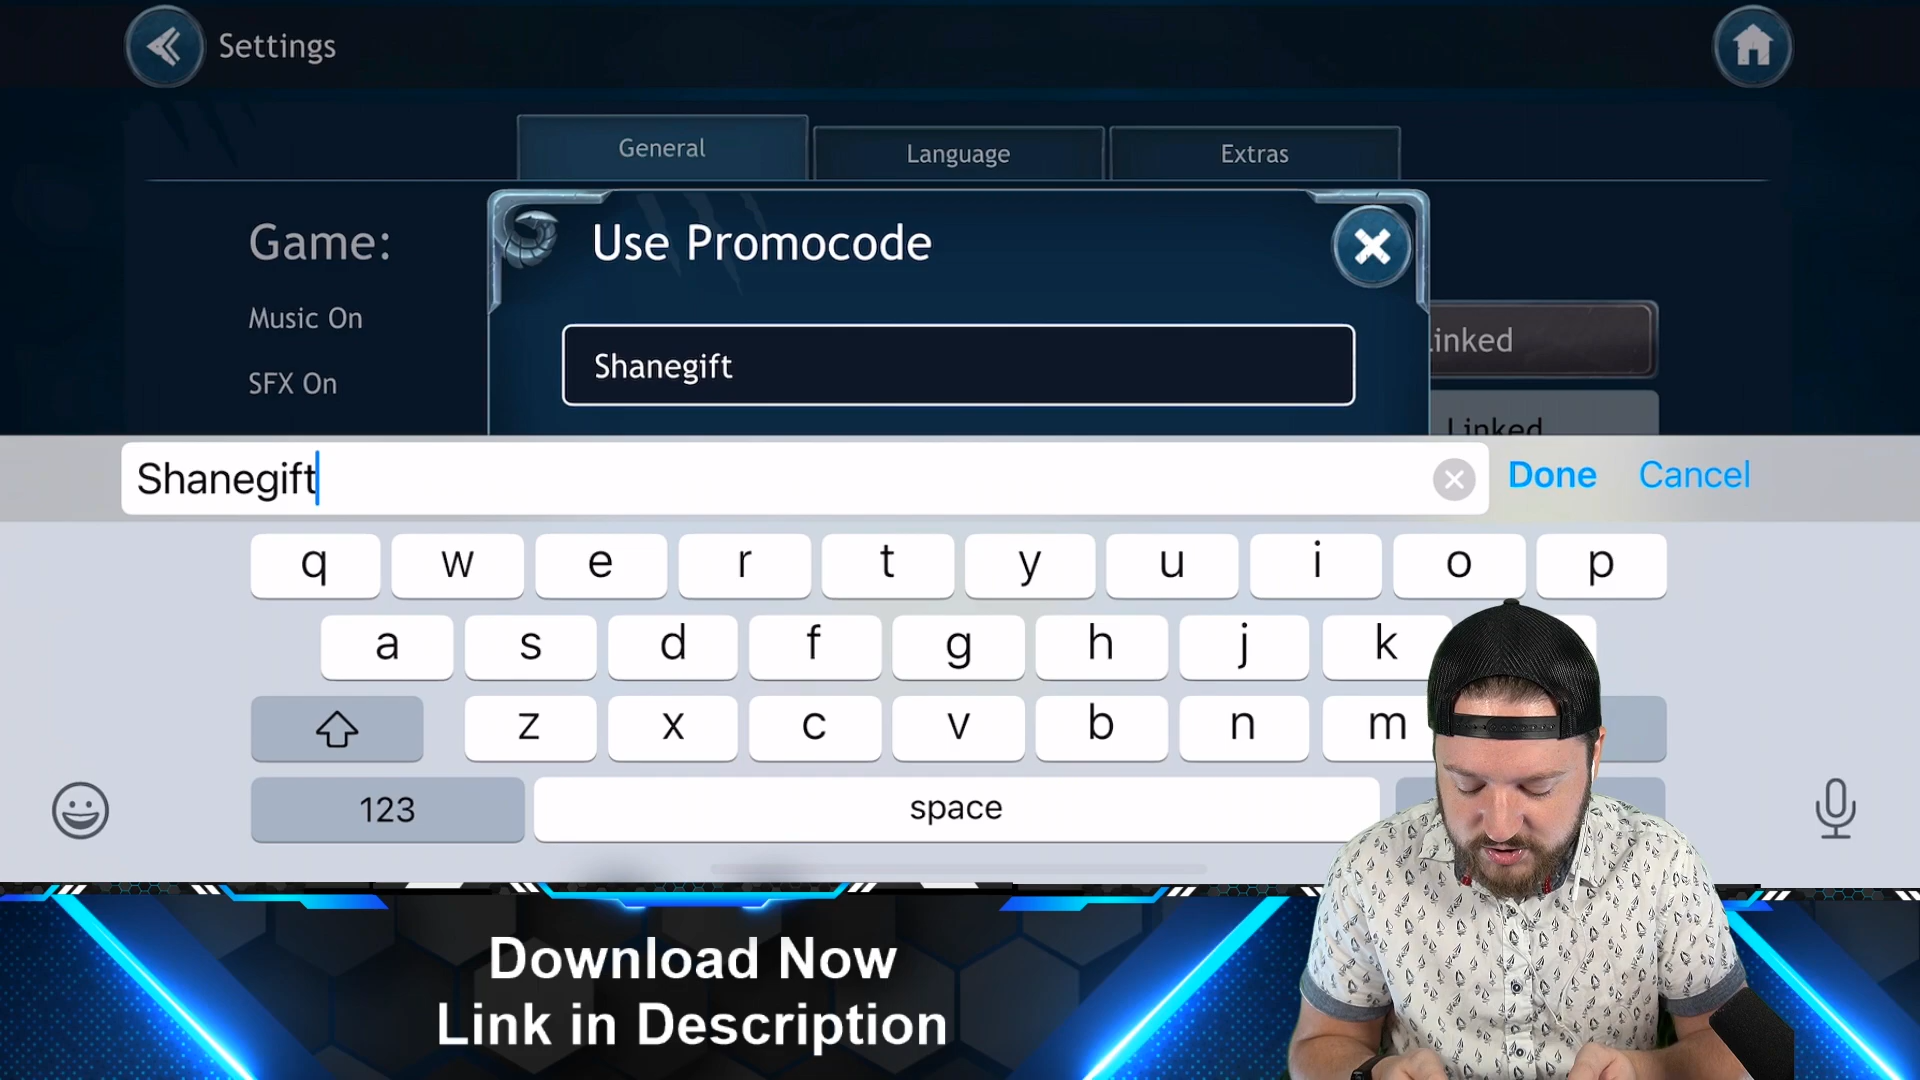 Settings
General
Language
Extras
Game:
Use Promocode
Music On
Shanegift
inked
SFX On
Linked
Shanegift
Done
Cancel
q w e r t y u i o p
a s d f g h j k
z x c v b n m
123
space
Download Now
Link in Description